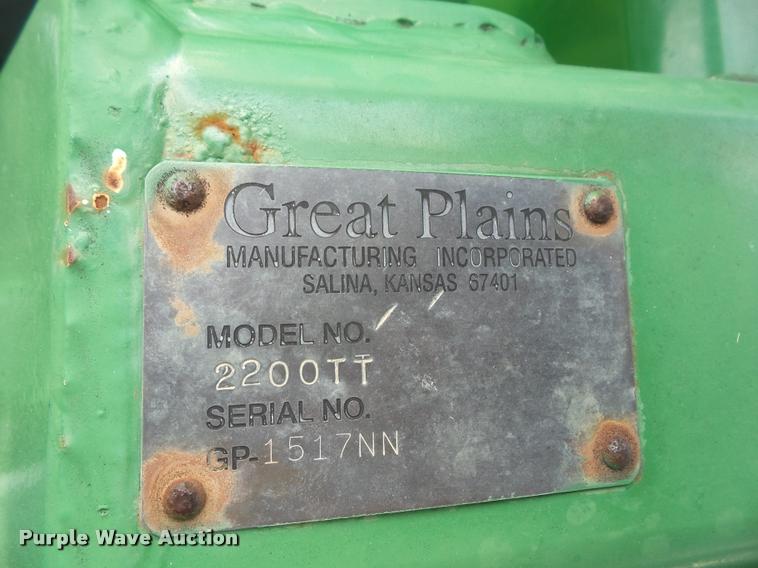 Great Plains
MANUFACTURING INCORPORATED
SALINA, KANSAS 67401
MODEL NO.
2200TT
SERIAL NO.
GP-1517NN
Purple Wave Auction